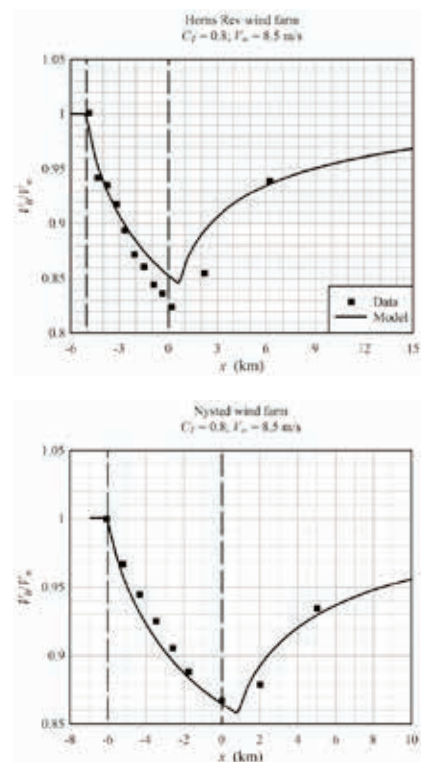 Horns Rev wind farm
C_T = 0.8; V_∞ = 8.5 m/s
1.05
1
0.95
0.9
0.85
0.8
V_H/V_∞
Data
Model
-6 -3 0 3 6 9 12 15
x (km)
Nysted wind farm
C_T = 0.8, V_∞ = 8.5 m/s
1.05
1
0.95
0.9
0.85
V_H/V_∞
-8 -6 -4 -2 0 2 4 6 8 10
x (km)